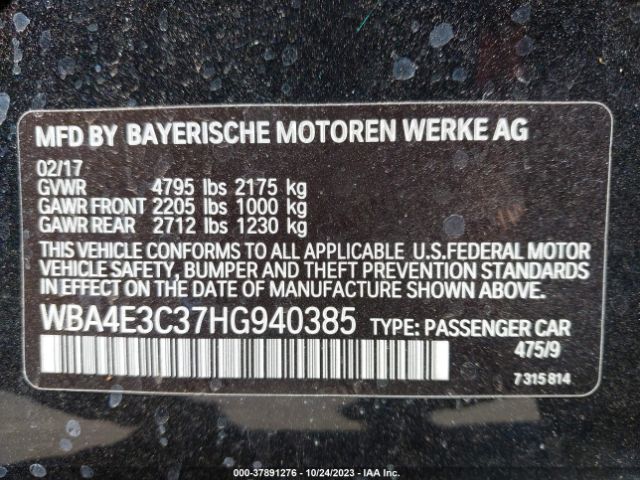 MFD BY BAYERISCHE MOTOREN WERKE AG
02/17
GVWR 4795 lbs 2175 kg
GAWR FRONT 2205 lbs 1000 kg
GAWR REAR 2712 lbs 1230 kg
THIS VEHICLE CONFORMS TO ALL APPLICABLE U.S.FEDERAL MOTOR
VEHICLE SAFETY, BUMPER AND THEFT PREVENTION STANDARDS
IN EFFECT ON THE DATE OF MANUFACTURE SHOWN ABOVE.
WBA4E3C37HG940385 TYPE: PASSENGER CAR
475/9
7 315 814
000-37891276 - 10/24/2023 - IAA Inc.